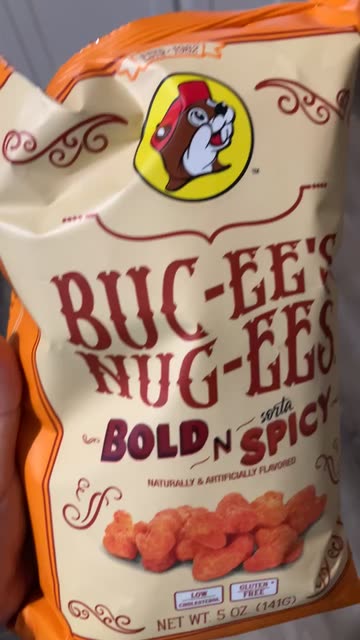 BUC-EE'S
NUG-EES
BOLD N sorta SPICY
NATURALLY & ARTIFICIALLY FLAVORED
LOW CHOLESTEROL
GLUTEN FREE
NET WT. 5 OZ (141G)